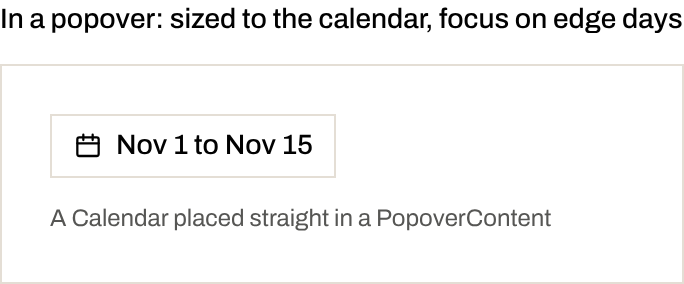 In a popover: sized to the calendar, focus on edge days
Nov 1 to Nov 15
A Calendar placed straight in a PopoverContent